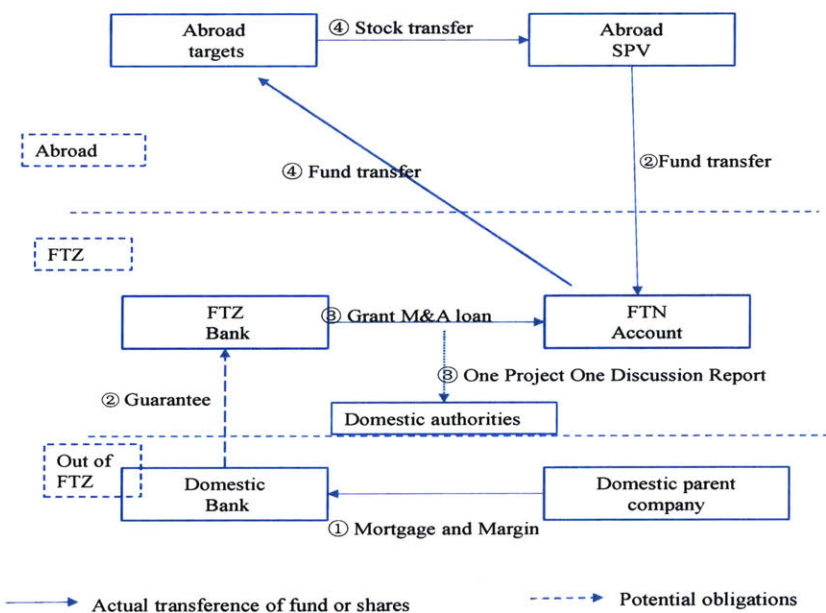 Abroad
targets
④ Stock transfer
Abroad
SPV
Abroad
④ Fund transfer
②Fund transfer
FTZ
FTZ
Bank
③ Grant M&A loan
FTN
Account
② Guarantee
③ One Project One Discussion Report
Domestic authorities
Out of
FTZ
Domestic
Bank
Domestic parent
company
① Mortgage and Margin
Actual transference of fund or shares
Potential obligations